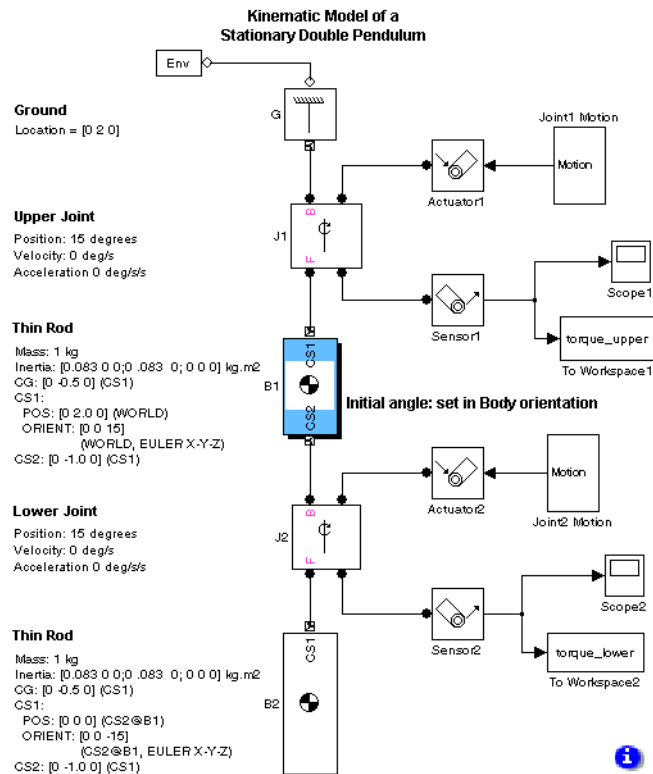 Kinematic Model of a
Stationary Double Pendulum
Env
Ground
Location = [0 2 0]
G
Joint1 Motion
Motion
Actuator1
Upper Joint
Position: 15 degrees
Velocity: 0 deg/s
Acceleration 0 deg/s/s
J1
B
F
Sensor1
Scope1
torque_upper
To Workspace1
Thin Rod
Mass: 1 kg
Inertia: [0.083 0 0;0 .083 0; 0 0 0] kg.m2
CG: [0 -0.5 0] (CS1)
CS1:
POS: [0 2.0 0] (WORLD)
ORIENT: [0 0 15]
(WORLD, EULER X-Y-Z)
CS2: [0 -1.0 0] (CS1)
B1
CS1
CS2
Initial angle: set in Body orientation
Lower Joint
Position: 15 degrees
Velocity: 0 deg/s
Acceleration 0 deg/s/s
J2
B
F
Actuator2
Motion
Joint2 Motion
Sensor2
Scope2
torque_lower
To Workspace2
Thin Rod
Mass: 1 kg
Inertia: [0.083 0 0;0 .083 0; 0 0 0] kg.m2
CG: [0 -0.5 0] (CS1)
CS1:
POS: [0 0 0] (CS2@B1)
ORIENT: [0 0 -15]
(CS2@B1, EULER X-Y-Z)
CS2: [0 -1.0 0] (CS1)
B2
CS1
i